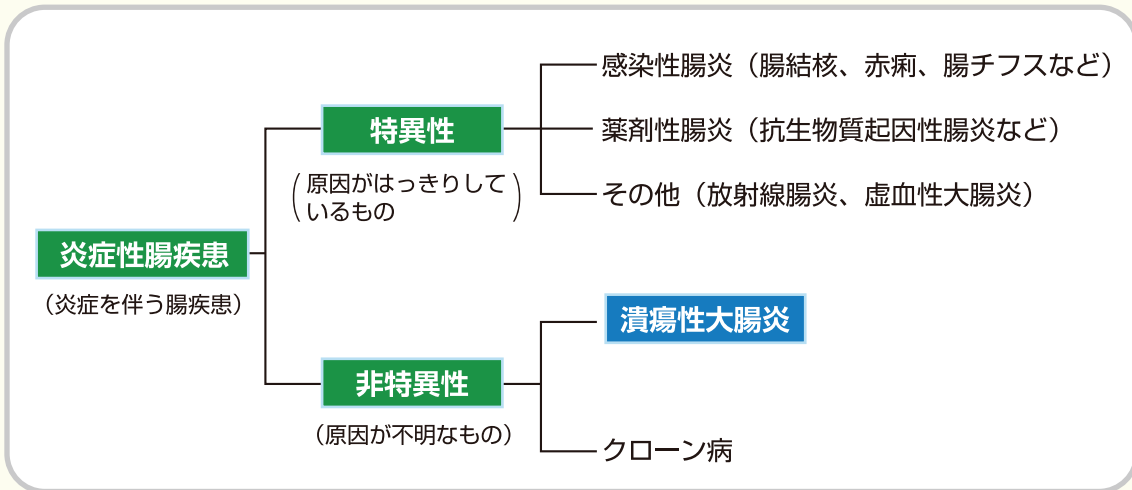 炎症性腸疾患
（炎症を伴う腸疾患）
特異性
（原因がはっきりして
いるもの）
感染性腸炎（腸結核、赤痢、腸チフスなど）
薬剤性腸炎（抗生物質起因性腸炎など）
その他（放射線腸炎、虚血性大腸炎）
非特異性
（原因が不明なもの）
潰瘍性大腸炎
クローン病